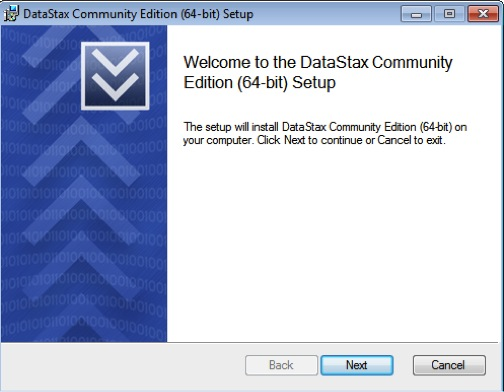 DataStax Community Edition (64-bit) Setup
Welcome to the DataStax Community
Edition (64-bit) Setup
The setup will install DataStax Community Edition (64-bit) on
your computer. Click Next to continue or Cancel to exit.
Back
Next
Cancel